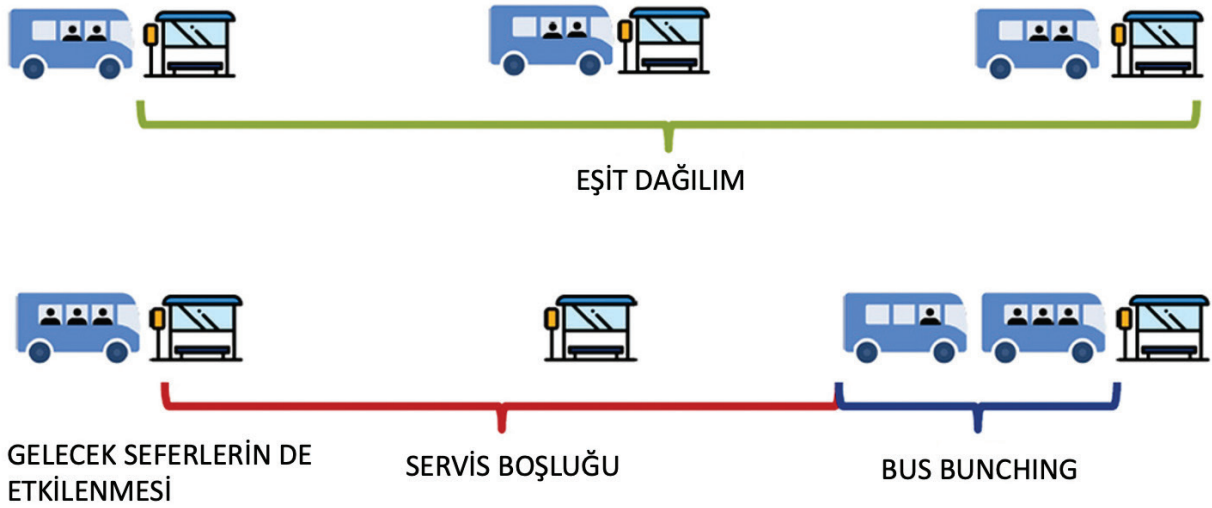 EŞİT DAĞILIM
GELECEK SEFERLERİN DE
ETKİLENMESİ
SERVİS BOŞLUĞU
BUS BUNCHING